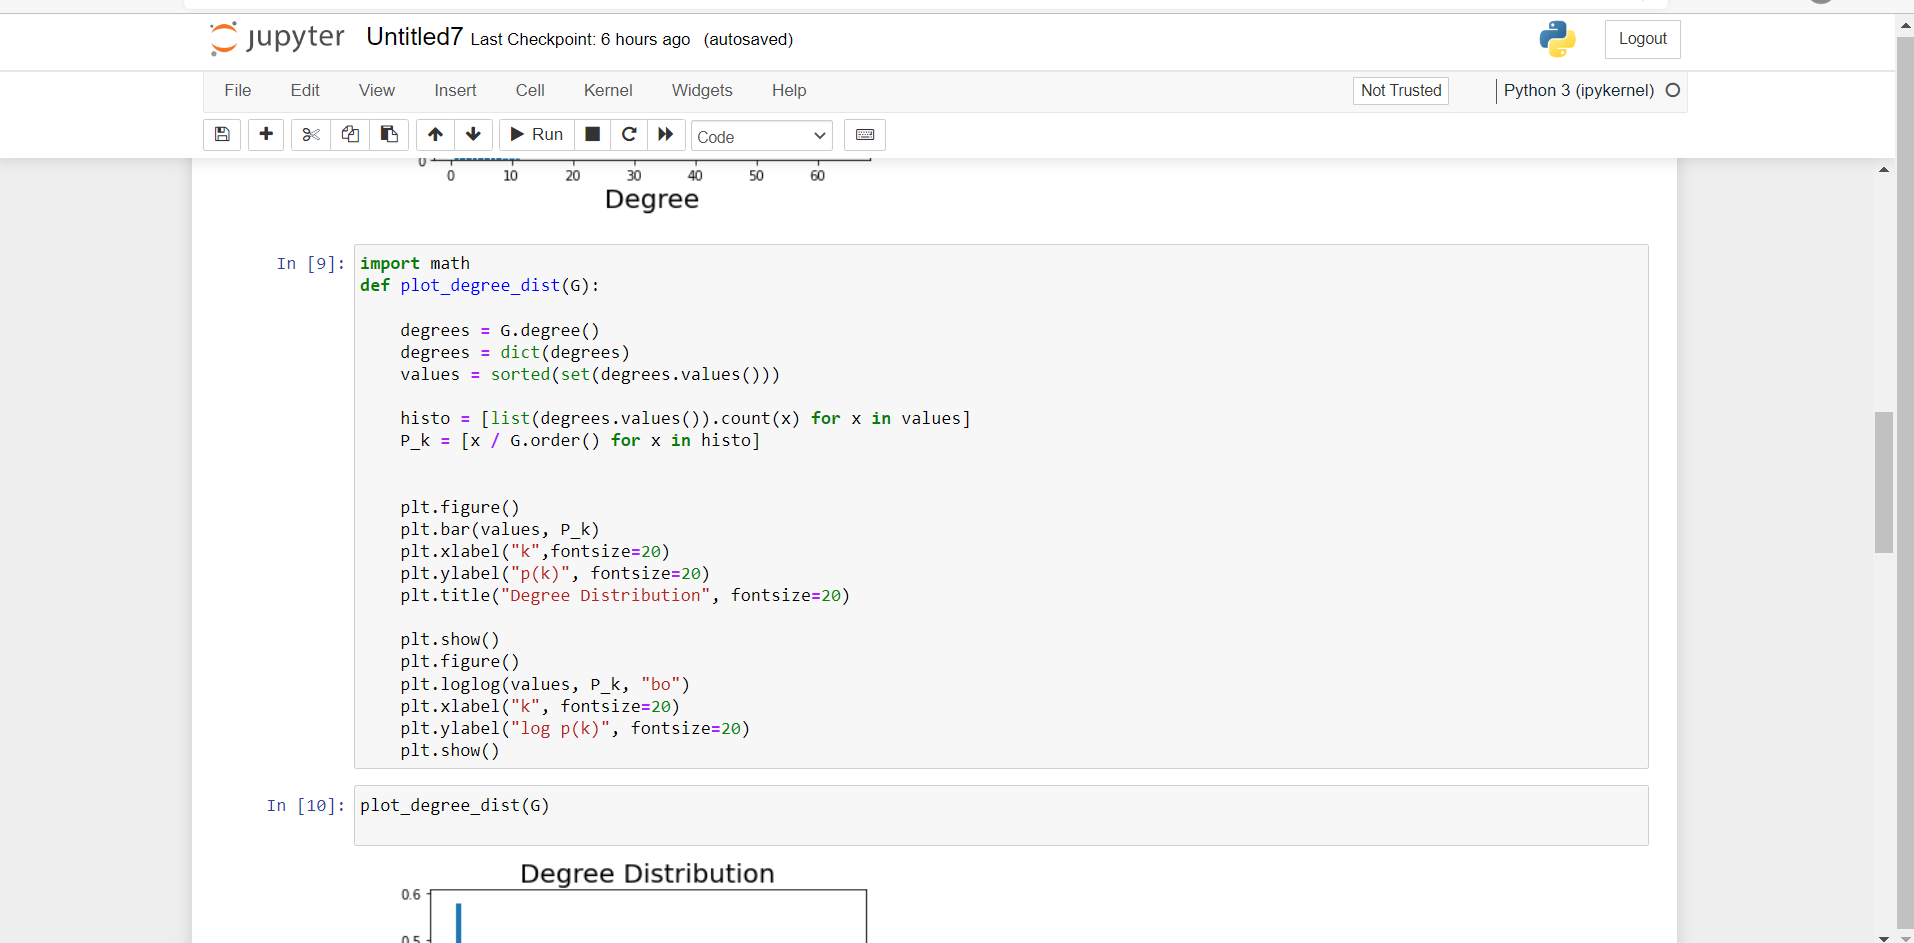 jupyter Untitled7 Last Checkpoint: 6 hours ago (autosaved)
Logout
File Edit View Insert Cell Kernel Widgets Help
Not Trusted
Python 3 (ipykernel)
Run
Code
0
0 10 20 30 40 50 60
Degree
In [9]:
import math
def plot_degree_dist(G):
    degrees = G.degree()
    degrees = dict(degrees)
    values = sorted(set(degrees.values()))
    histo = [list(degrees.values()).count(x) for x in values]
    P_k = [x / G.order() for x in histo]
    plt.figure()
    plt.bar(values, P_k)
    plt.xlabel("k",fontsize=20)
    plt.ylabel("p(k)", fontsize=20)
    plt.title("Degree Distribution", fontsize=20)
    plt.show()
    plt.figure()
    plt.loglog(values, P_k, "bo")
    plt.xlabel("k", fontsize=20)
    plt.ylabel("log p(k)", fontsize=20)
    plt.show()
In [10]:
plot_degree_dist(G)
Degree Distribution
0.6
0.5